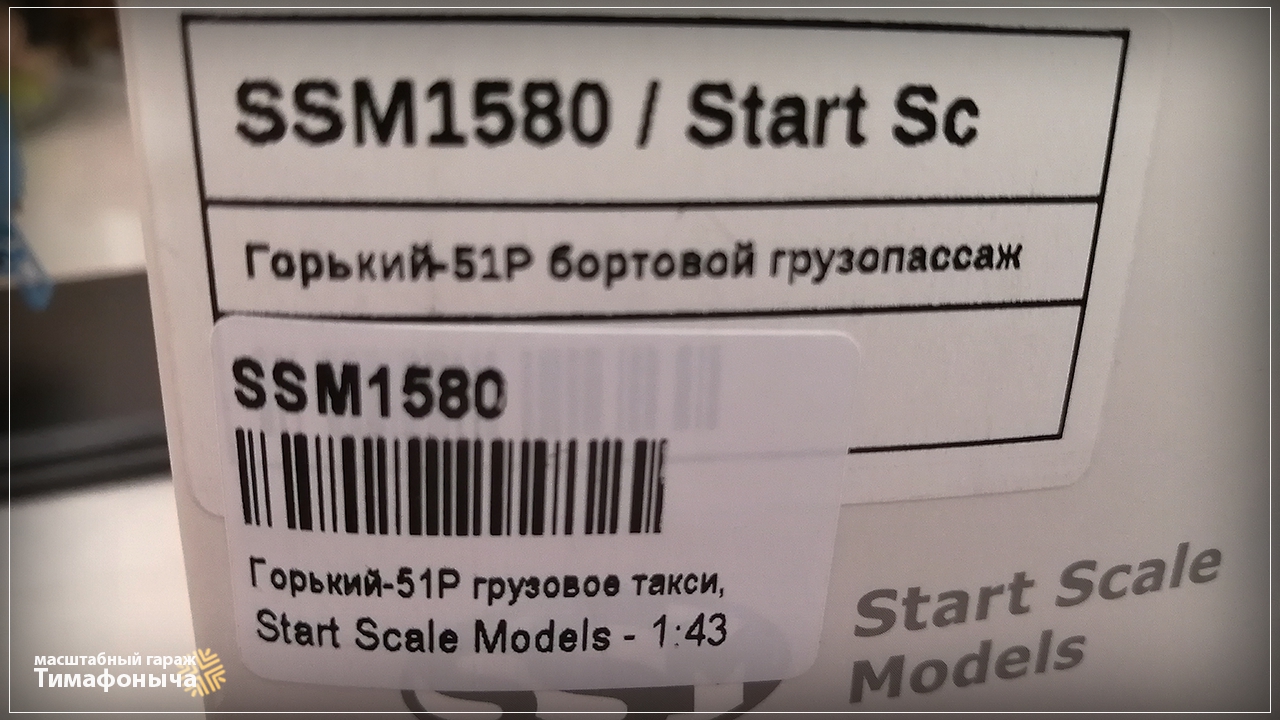 SSM1580 / Start Sc
Горький-51Р бортовой грузопассаж
SSM1580
Горький-51Р грузовое такси,
Start Scale Models - 1:43
Start Scale
Models
масштабный гараж
Тимафоныча